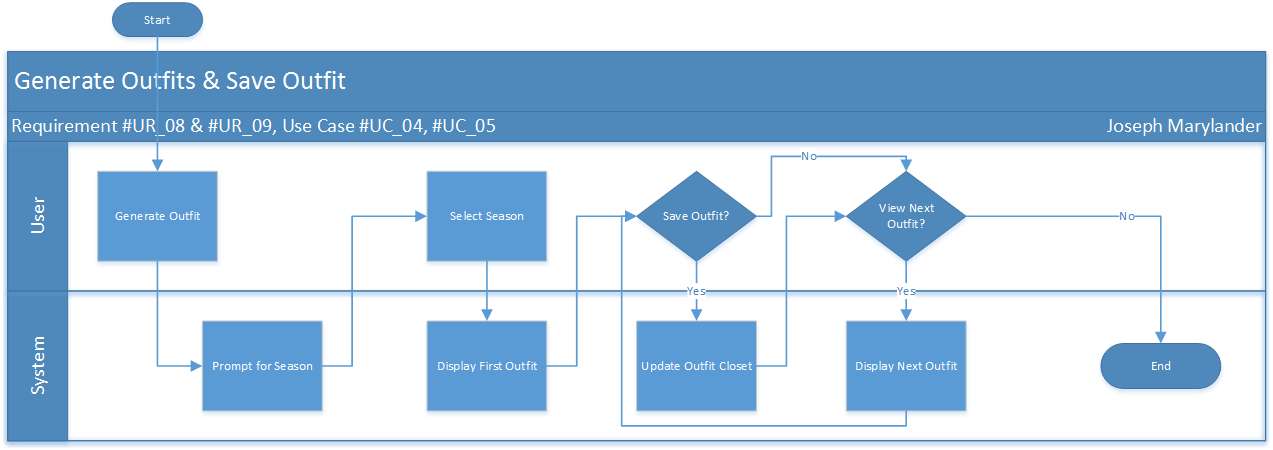 Start
Generate Outfits & Save Outfit
Requirement #UR_08 & #UR_09, Use Case #UC_04, #UC_05
Joseph Marylander
User
Generate Outfit
Select Season
Save Outfit?
No
View Next
Outfit?
No
Yes
Yes
System
Prompt for Season
Display First Outfit
Update Outfit Closet
Display Next Outfit
End